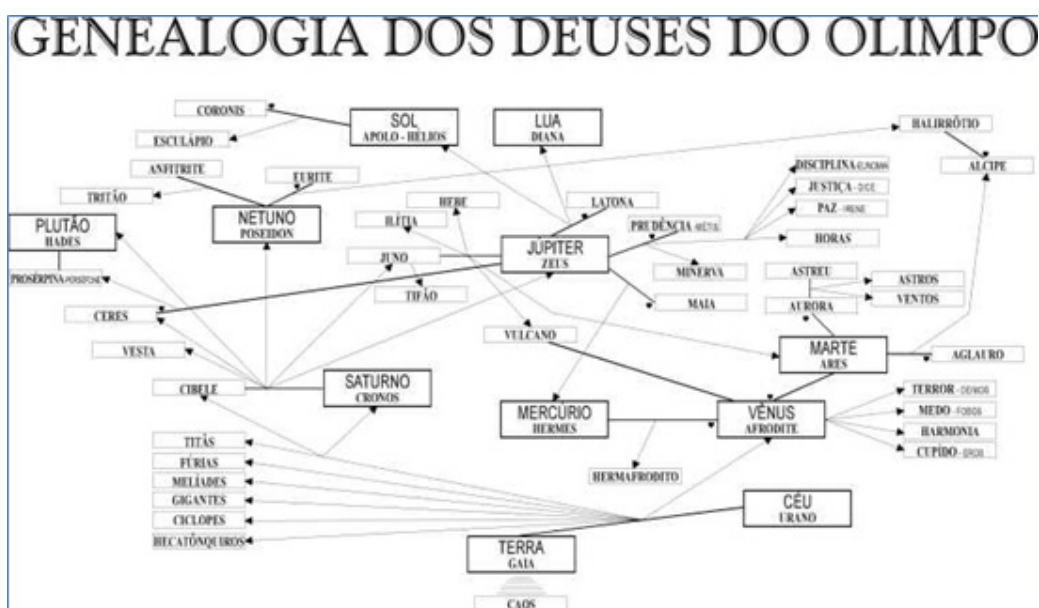 GENEALOGIA DOS DEUSES DO OLIMPO
CORONIS
SOL
APOLO - HÉLIOS
LUA
DIANA
ESCULÁPIO
HALIRRÔTIO
ANFITRITE
EURITE
DISCIPLINA
ALCIPE
TRITÃO
HEBE
LATONA
JUSTIÇA - DICE
PLUTÃO
HADES
NETUNO
POSEIDON
ILÍTIA
PRUDÊNCIA - MÉTIS
PAZ - IRENE
JÚPITER
ZEUS
HORAS
JUNO
PROSÉRPINA
MINERVA
ASTREU
ASTROS
TIFÃO
VENTOS
CERES
MAIA
AURORA
VULCANO
VESTA
MARTE
ARES
AGLAURO
CIBELE
SATURNO
CRONOS
TERROR - DEIMOS
MERCÚRIO
HERMES
VÊNUS
AFRODITE
MEDO - FOBOS
HARMONIA
TITÃS
CUPÍDO - EROS
FÚRIAS
HERMAFRODITO
MELÍADES
GIGANTES
CÉU
URANO
CICLOPES
HECATÔNQUIROS
TERRA
GAIA
CAOS